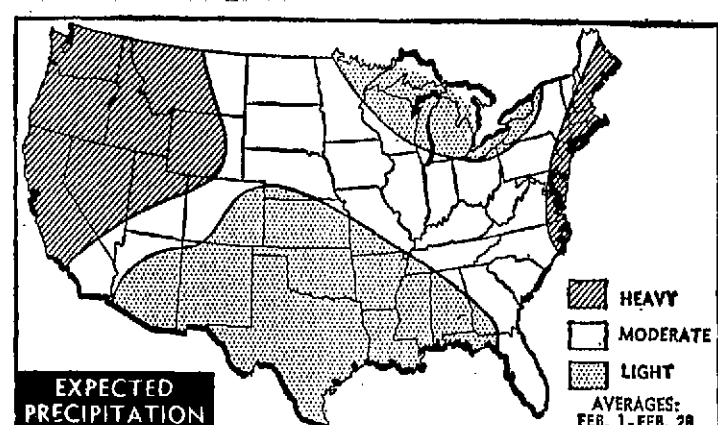 HEAVY
MODERATE
LIGHT
EXPECTED
PRECIPITATION
AVERAGES:
FEB. 1-FEB. 28